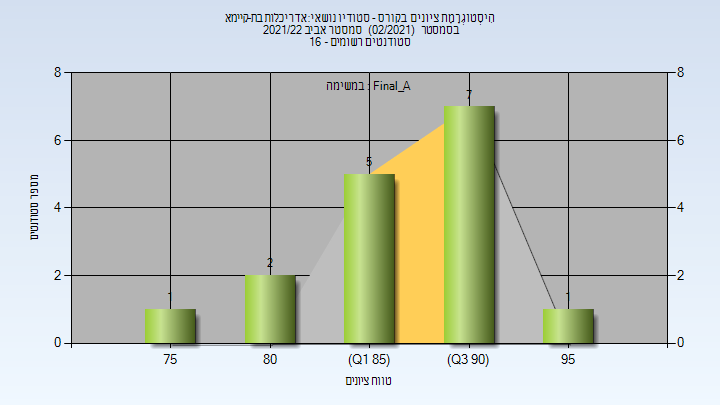 הִיסְטוֹגְרָמַת ציונים בקורס - סטודיו נושאי: אדריכלות בת-קיימא
בסמסטר (02/2021) סמסטר אביב 2021/22
סטודנטים רשומים - 16
במשימה : Final_A
8 8
7
6 6
5
4 4
2
2 2
1 1
0 0
75 80 (Q1 85) (Q3 90) 95
מספר סטודנטים
טווח ציונים